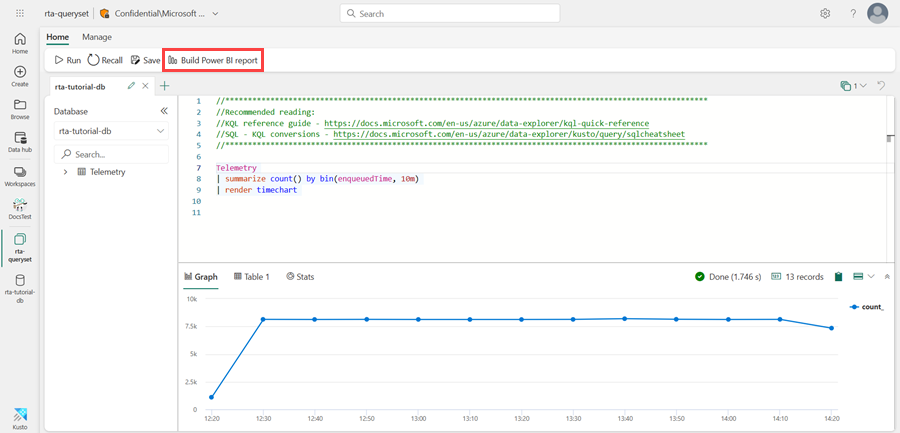 rta-queryset
Confidential\Microsoft ...
Search
Home
Manage
Run
Recall
Save
Build Power BI report
Home
Create
Browse
Data hub
Workspaces
DocsTest
rta-
queryset
rta-tutorial-
db
Kusto
rta-tutorial-db
1
Database
rta-tutorial-db
Search...
Telemetry
1 //***********************************************************************************************************
2 //Recommended reading:
3 //KQL reference guide - https://docs.microsoft.com/en-us/azure/data-explorer/kql-quick-reference
4 //SQL - KQL conversions - https://docs.microsoft.com/en-us/azure/data-explorer/kusto/query/sqlcheatsheet
5 //***********************************************************************************************************
6
7 Telemetry
8 | summarize count() by bin(enqueuedTime, 10m)
9 | render timechart
10
11
Graph
Table 1
Stats
Done (1.746 s)
13 records
10k
7.5k
5k
2.5k
0
count_
12:20 12:30 12:40 12:50 13:00 13:10 13:20 13:30 13:40 13:50 14:00 14:10 14:20